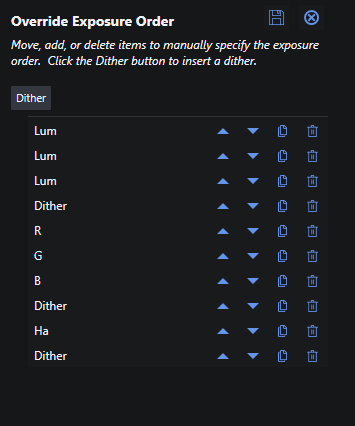 Override Exposure Order
Move, add, or delete items to manually specify the exposure
order.  Click the Dither button to insert a dither.
Dither
Lum
Lum
Lum
Dither
R
G
B
Dither
Ha
Dither